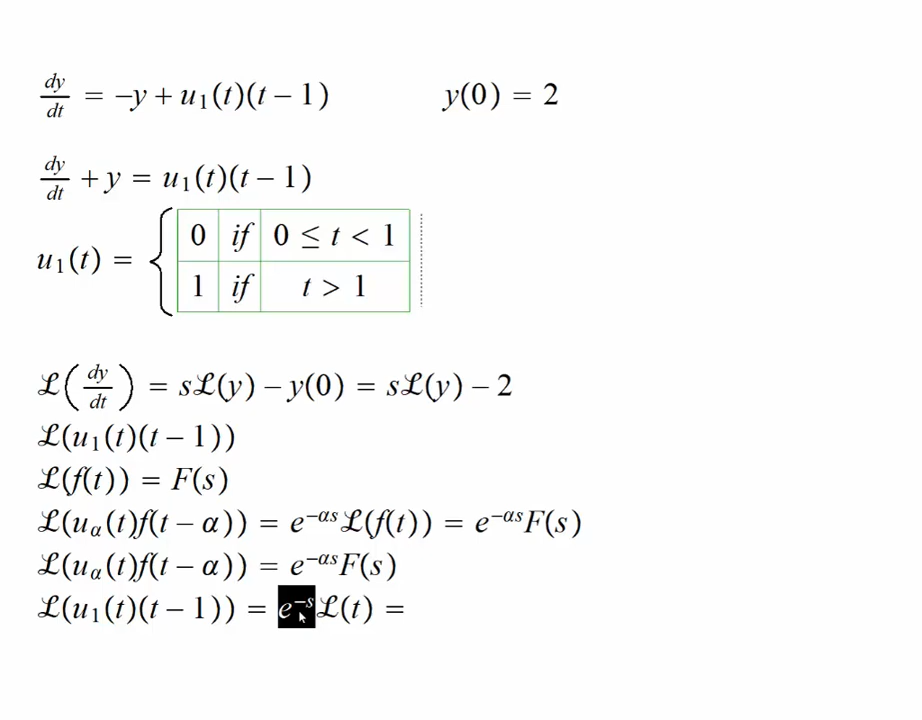 dy/dt = −y + u₁(t)(t − 1)    y(0) = 2
dy/dt + y = u₁(t)(t − 1)
u₁(t) = { 0 if 0 ≤ t < 1
1 if t > 1
ℒ(dy/dt) = sℒ(y) − y(0) = sℒ(y) − 2
ℒ(u₁(t)(t − 1))
ℒ(f(t)) = F(s)
ℒ(u_α(t)f(t − α)) = e^{−αs}ℒ(f(t)) = e^{−αs}F(s)
ℒ(u_α(t)f(t − α)) = e^{−αs}F(s)
ℒ(u₁(t)(t − 1)) = e^{−s}ℒ(t) =